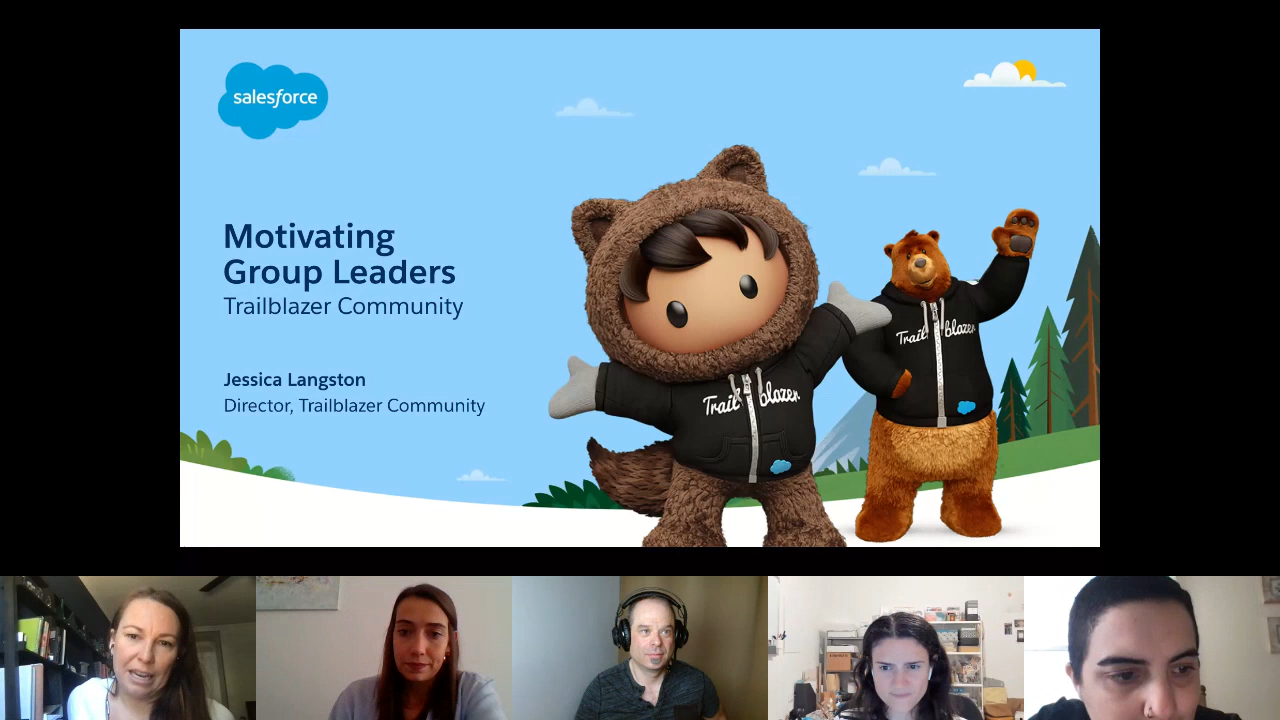 salesforce
Motivating
Group Leaders
Trailblazer Community
Jessica Langston
Director, Trailblazer Community
Trailblazer
Trailblazer